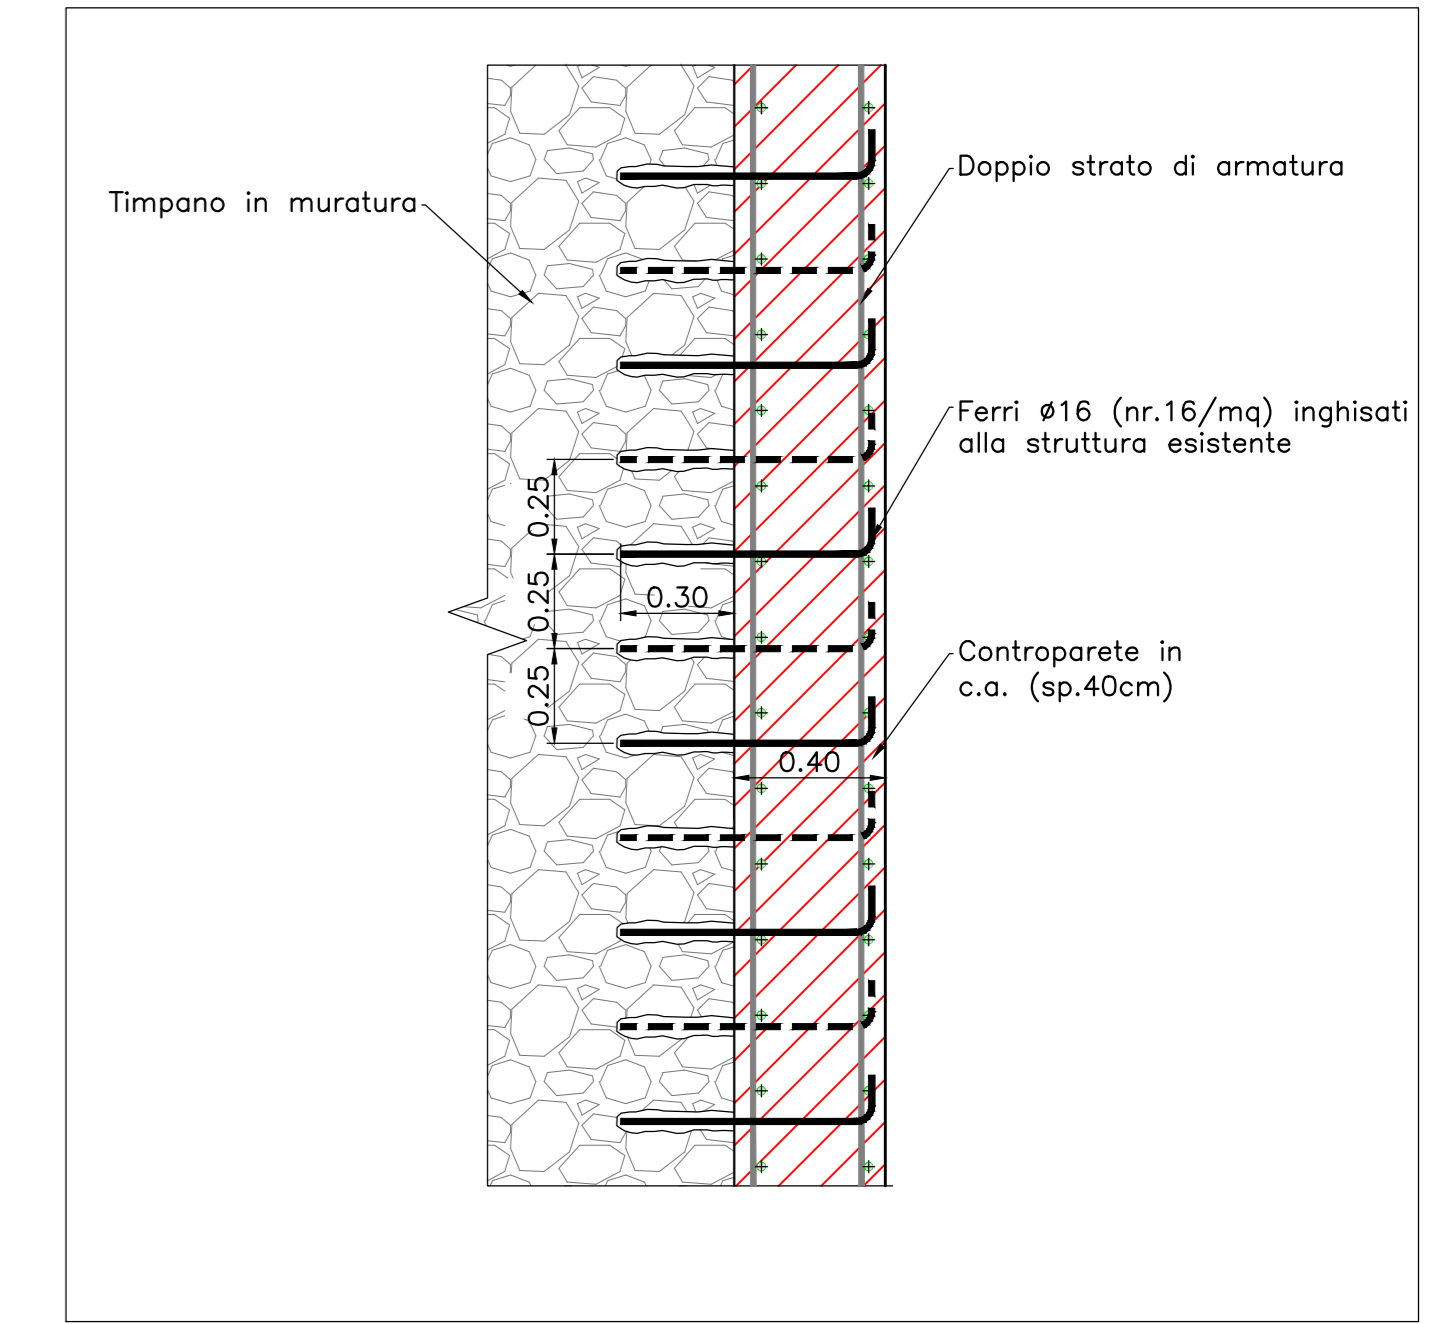 Doppio strato di armatura
Timpano in muratura
Ferri ø16 (nr.16/mq) inghisati
alla struttura esistente
0.25
0.25
0.30
Controparete in
c.a. (sp.40cm)
0.25
0.40